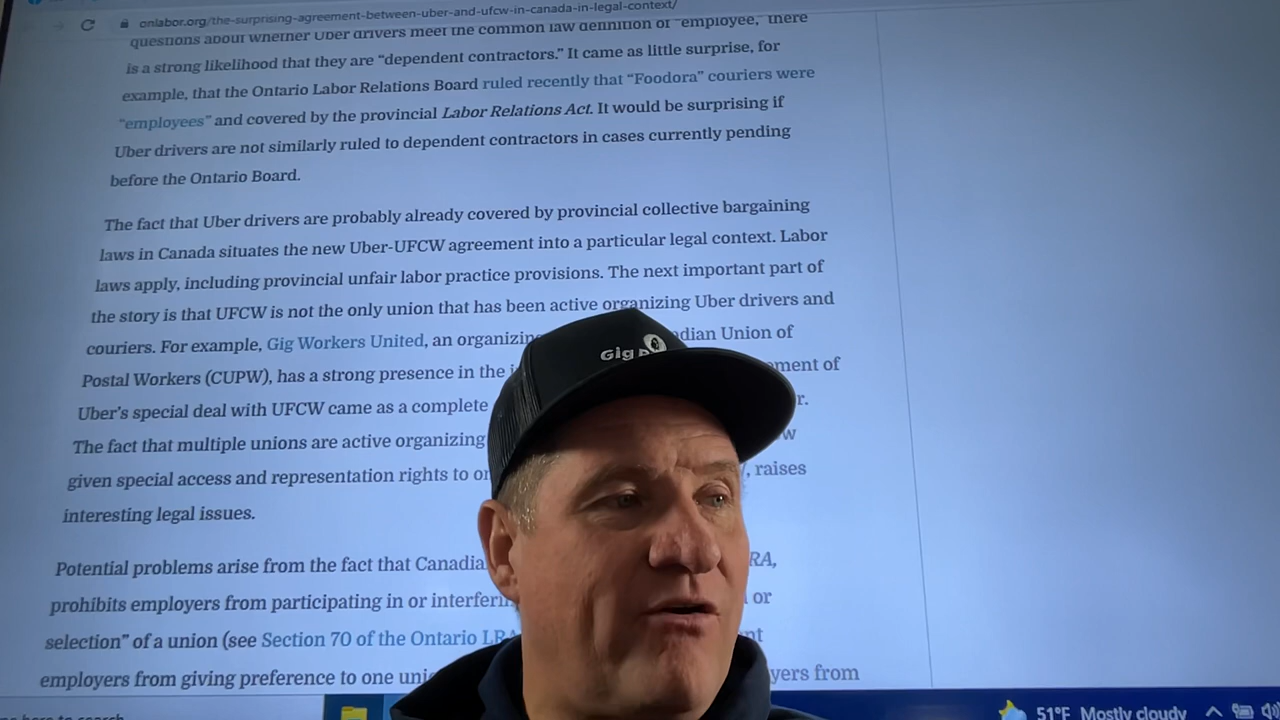 onlabor.org/the-surprising-agreement-between-uber-and-ufcw-in-canada-in-legal-context/
questions about whether Uber drivers meet the common law definition of "employee," there
is a strong likelihood that they are “dependent contractors.” It came as little surprise, for
example, that the Ontario Labor Relations Board ruled recently that “Foodora” couriers were
“employees” and covered by the provincial Labor Relations Act. It would be surprising if
Uber drivers are not similarly ruled to dependent contractors in cases currently pending
before the Ontario Board.
The fact that Uber drivers are probably already covered by provincial collective bargaining
laws in Canada situates the new Uber-UFCW agreement into a particular legal context. Labor
laws apply, including provincial unfair labor practice provisions. The next important part of
the story is that UFCW is not the only union that has been active organizing Uber drivers and
couriers. For example, Gig Workers United, an organizin dian Union of
Postal Workers (CUPW), has a strong presence in the ment of
Uber’s special deal with UFCW came as a complete r.
The fact that multiple unions are active organizing w
given special access and representation rights to or , raises
interesting legal issues.
Potential problems arise from the fact that Canadia RA,
prohibits employers from participating in or interferin or
selection” of a union (see Section 70 of the Ontario LRA nt
employers from giving preference to one unio yers from
Gig
here to search
51°F Mostly cloudy